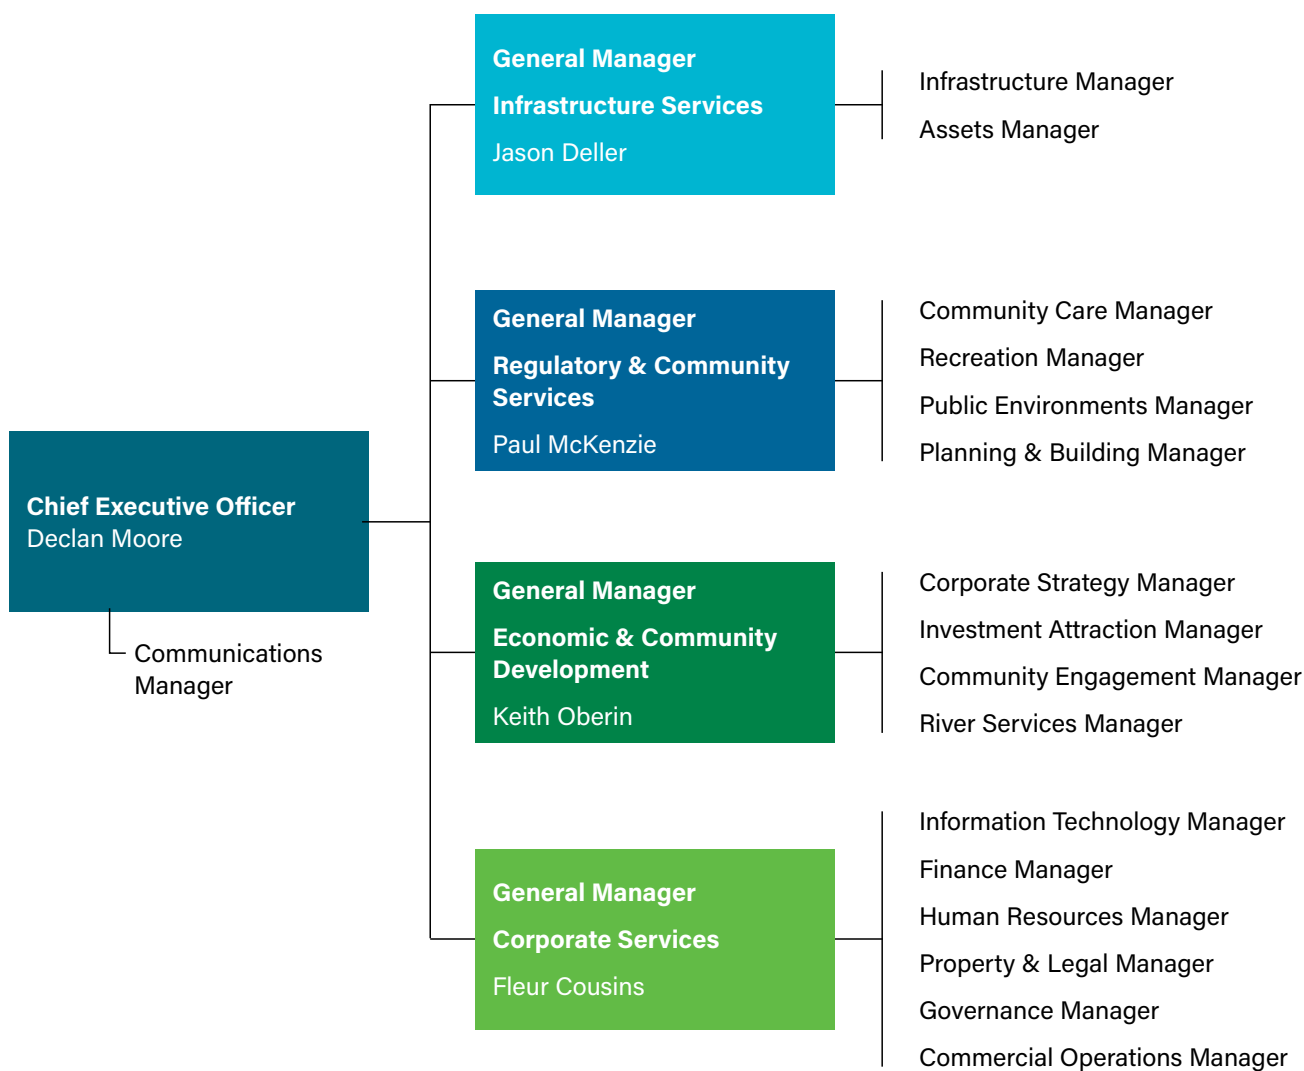 Chief Executive Officer
Declan Moore
Communications
Manager
General Manager
Infrastructure Services
Jason Deller
Infrastructure Manager
Assets Manager
General Manager
Regulatory & Community
Services
Paul McKenzie
Community Care Manager
Recreation Manager
Public Environments Manager
Planning & Building Manager
General Manager
Economic & Community
Development
Keith Oberin
Corporate Strategy Manager
Investment Attraction Manager
Community Engagement Manager
River Services Manager
General Manager
Corporate Services
Fleur Cousins
Information Technology Manager
Finance Manager
Human Resources Manager
Property & Legal Manager
Governance Manager
Commercial Operations Manager